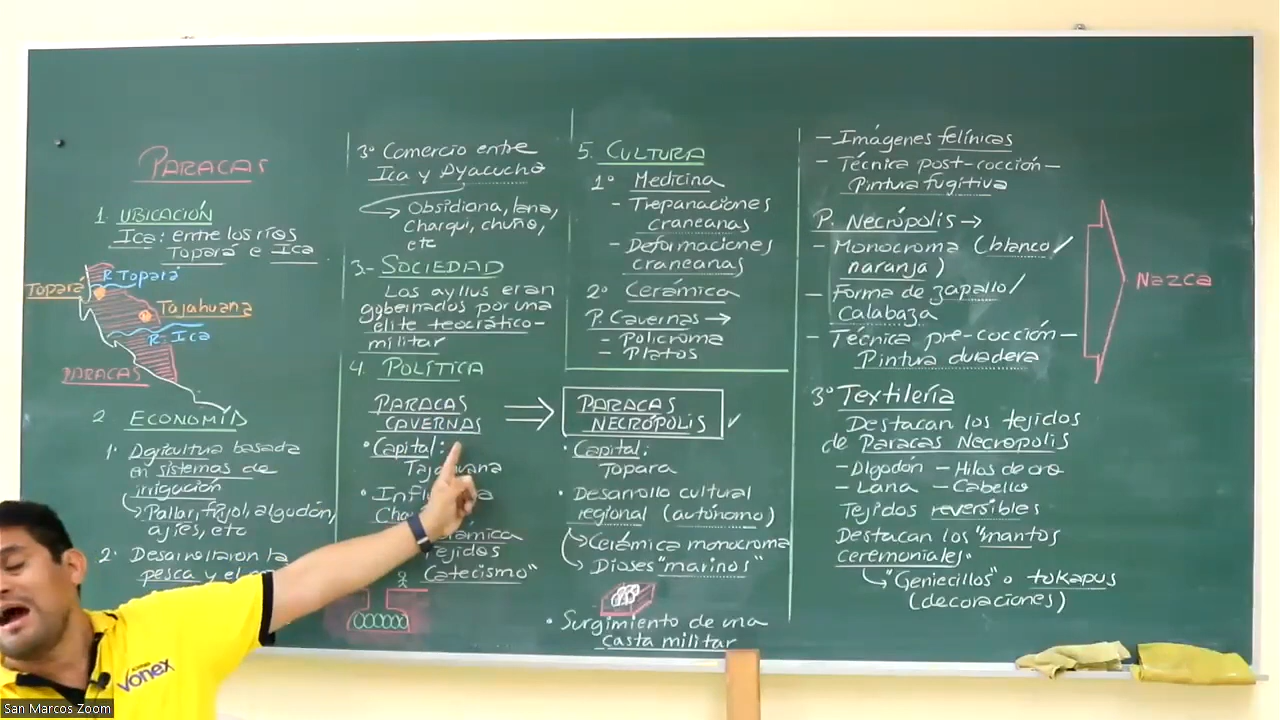 PARACAS
1. UBICACIÓN
Ica: entre los ríos
Topará e Ica
R. Topará
Topará
Tajahuana
R. Ica
PARACAS
2 ECONOMÍA
1. Agricultura basada
en sistemas de
irrigación
Pallar, frijol, algodón,
ajíes, etc
2. Desarrollaron la
pesca y el
3° Comercio entre
Ica y Ayacucho
Obsidiana, lana,
charqui, chuño,
etc
3.- SOCIEDAD
Los ayllus eran
gobernados por una
élite teocrático-
militar
4. POLÍTICA
PARACAS
CAVERNAS
• Capital:
Tajahuana
•
Cerámica
Tejidos
Catecismo"
PARACAS
NECRÓPOLIS
• Capital:
Topara
• Desarrollo cultural
regional (autónomo)
Cerámica monocroma
Dioses "marinos"
• Surgimiento de una
casta militar
5. CULTURA
1° Medicina
- Trepanaciones
craneanas
- Deformaciones
craneanas
2° Cerámica
P. Cavernas →
- Policroma
- Platos
- Imágenes felínicas
- Técnica post-cocción-
Pintura fugitiva
P. Necrópolis →
- Monocroma (blanco/
naranja)
- Forma de zapallo/
calabaza
- Técnica pre-cocción-
Pintura duradera
3° Textilería
Destacan los tejidos
de Paracas Necropolis
- Algodón - Hilos de oro
- Lana - Cabello
Tejidos reversibles
Destacan los "mantos
ceremoniales"
"Geniecillos" o tokapus
(decoraciones)
Nazca
vonex
San Marcos Zoom